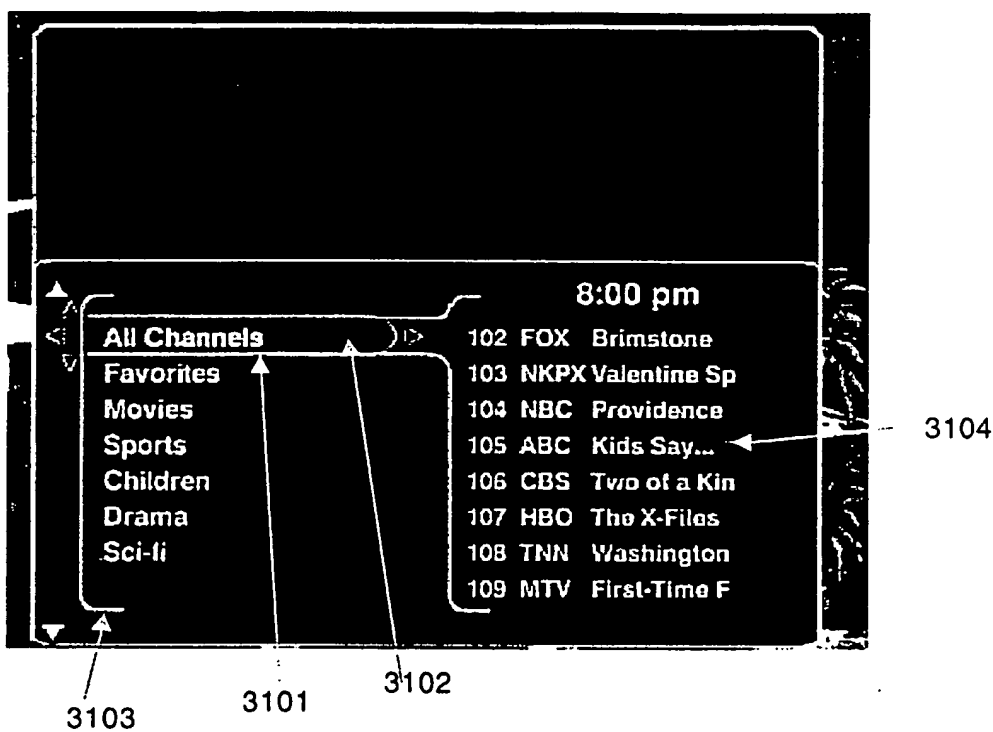 8:00 pm
All Channels
Favorites
Movies
Sports
Children
Drama
Sci-fi
102 FOX Brimstone
103 NKPX Valentine Sp
104 NBC Providence
105 ABC Kids Say...
106 CBS Two of a Kin
107 HBO The X-Files
108 TNN Washington
109 MTV First-Time F
3104
3102
3101
3103